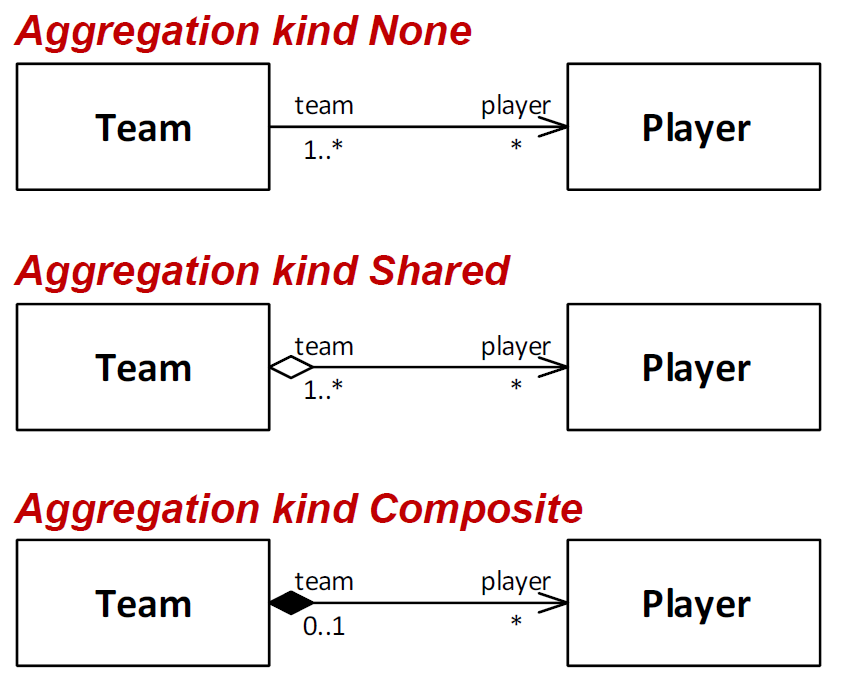 Aggregation kind None
team player
Team Player
1..* *
Aggregation kind Shared
team player
Team Player
1..* *
Aggregation kind Composite
team player
Team Player
0..1 *